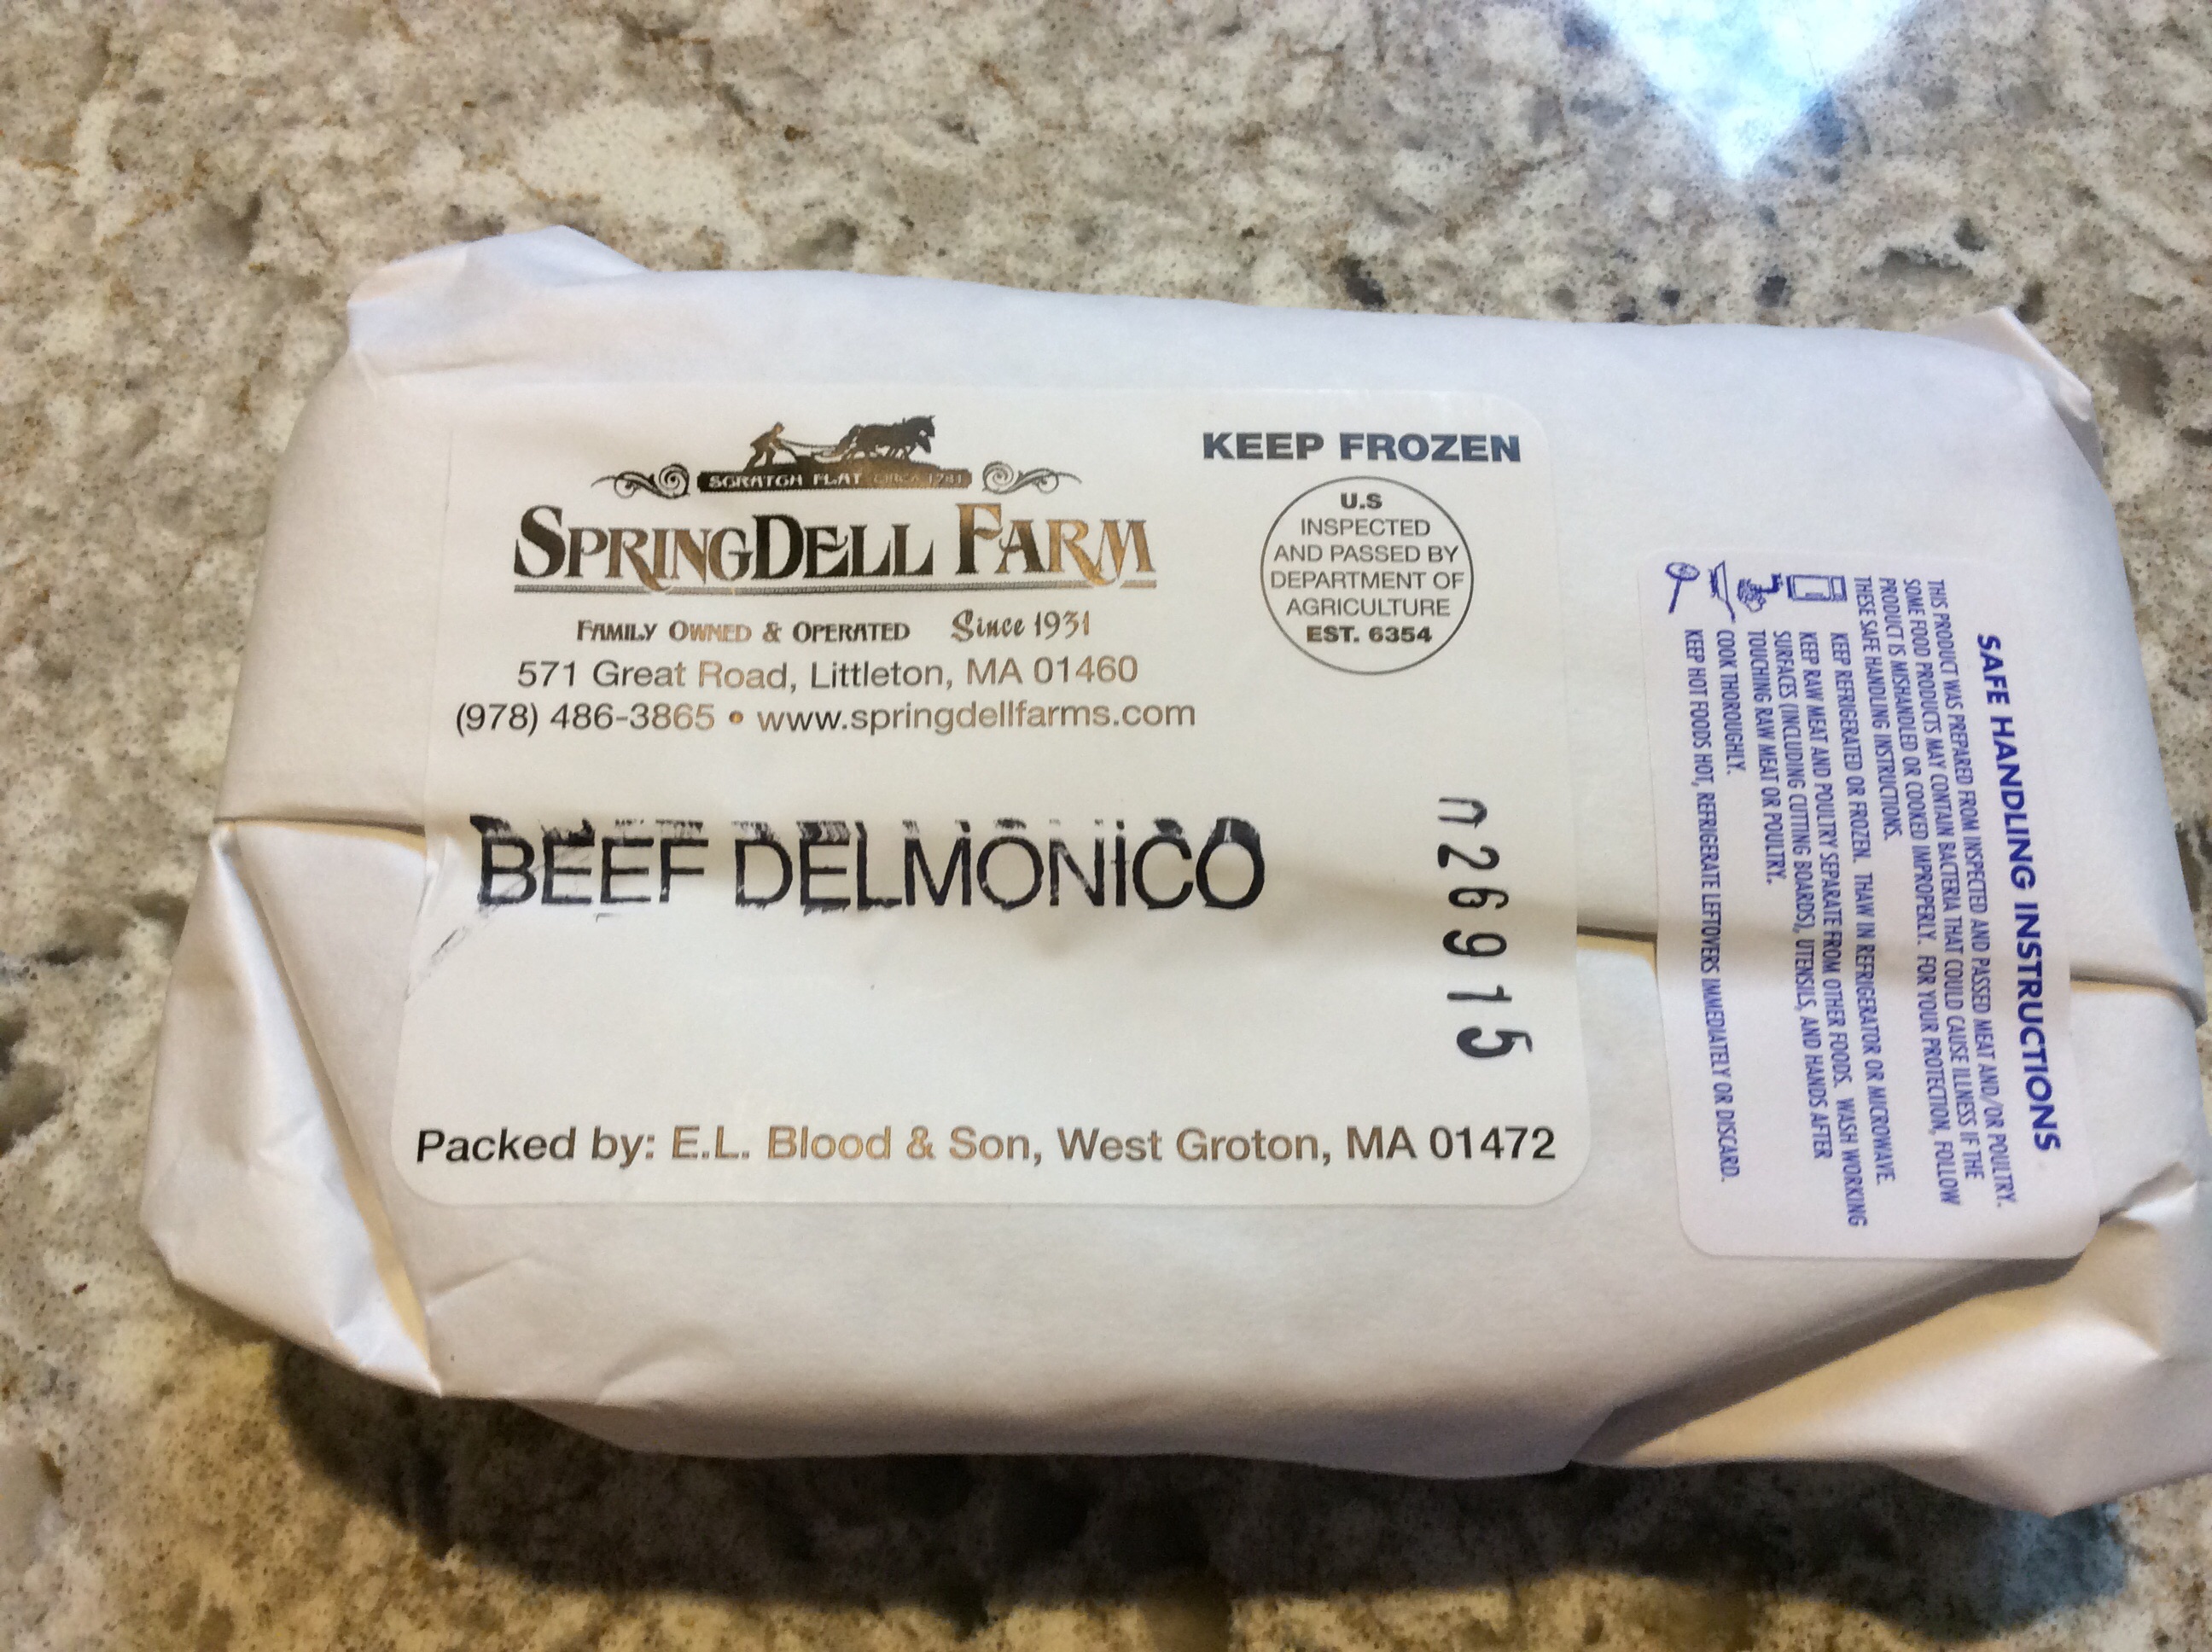 SCRATCH FLAT CIRCA 1781
SPRINGDELL FARM
FAMILY OWNED & OPERATED Since 1931
571 Great Road, Littleton, MA 01460
(978) 486-3865 • www.springdellfarms.com
KEEP FROZEN
U.S
INSPECTED
AND PASSED BY
DEPARTMENT OF
AGRICULTURE
EST. 6354
BEEF DELMONICO
26915
Packed by: E.L. Blood & Son, West Groton, MA 01472
SAFE HANDLING INSTRUCTIONS
THIS PRODUCT WAS PREPARED FROM INSPECTED AND PASSED MEAT AND/OR POULTRY.
SOME FOOD PRODUCTS MAY CONTAIN BACTERIA THAT COULD CAUSE ILLNESS IF THE
PRODUCT IS MISHANDLED OR COOKED IMPROPERLY. FOR YOUR PROTECTION, FOLLOW
THESE SAFE HANDLING INSTRUCTIONS.
KEEP REFRIGERATED OR FROZEN. THAW IN REFRIGERATOR OR MICROWAVE.
KEEP RAW MEAT AND POULTRY SEPARATE FROM OTHER FOODS. WASH WORKING
SURFACES (INCLUDING CUTTING BOARDS), UTENSILS, AND HANDS AFTER
TOUCHING RAW MEAT OR POULTRY.
COOK THOROUGHLY.
KEEP HOT FOODS HOT, REFRIGERATE LEFTOVERS IMMEDIATELY OR DISCARD.